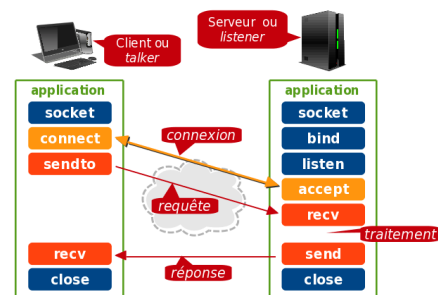 Client ou
talker
Serveur ou
listener
application
socket
connect
sendto
recv
close
connexion
requête
réponse
application
socket
bind
listen
accept
recv
traitement
send
close